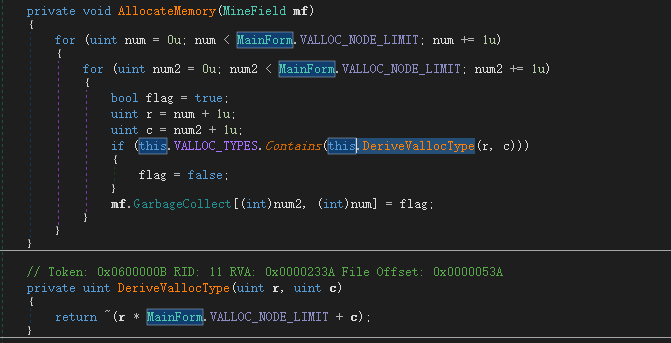 private void AllocateMemory(MineField mf)
{
for (uint num = 0u; num < MainForm.VALLOC_NODE_LIMIT; num += 1u)
{
for (uint num2 = 0u; num2 < MainForm.VALLOC_NODE_LIMIT; num2 += 1u)
{
bool flag = true;
uint r = num + 1u;
uint c = num2 + 1u;
if (this.VALLOC_TYPES.Contains(this.DeriveVallocType(r, c)))
{
flag = false;
}
mf.GarbageCollect[(int)num2, (int)num] = flag;
}
}
}
// Token: 0x0600000B RID: 11 RVA: 0x0000233A File Offset: 0x0000053A
private uint DeriveVallocType(uint r, uint c)
{
return ~(r * MainForm.VALLOC_NODE_LIMIT + c);
}